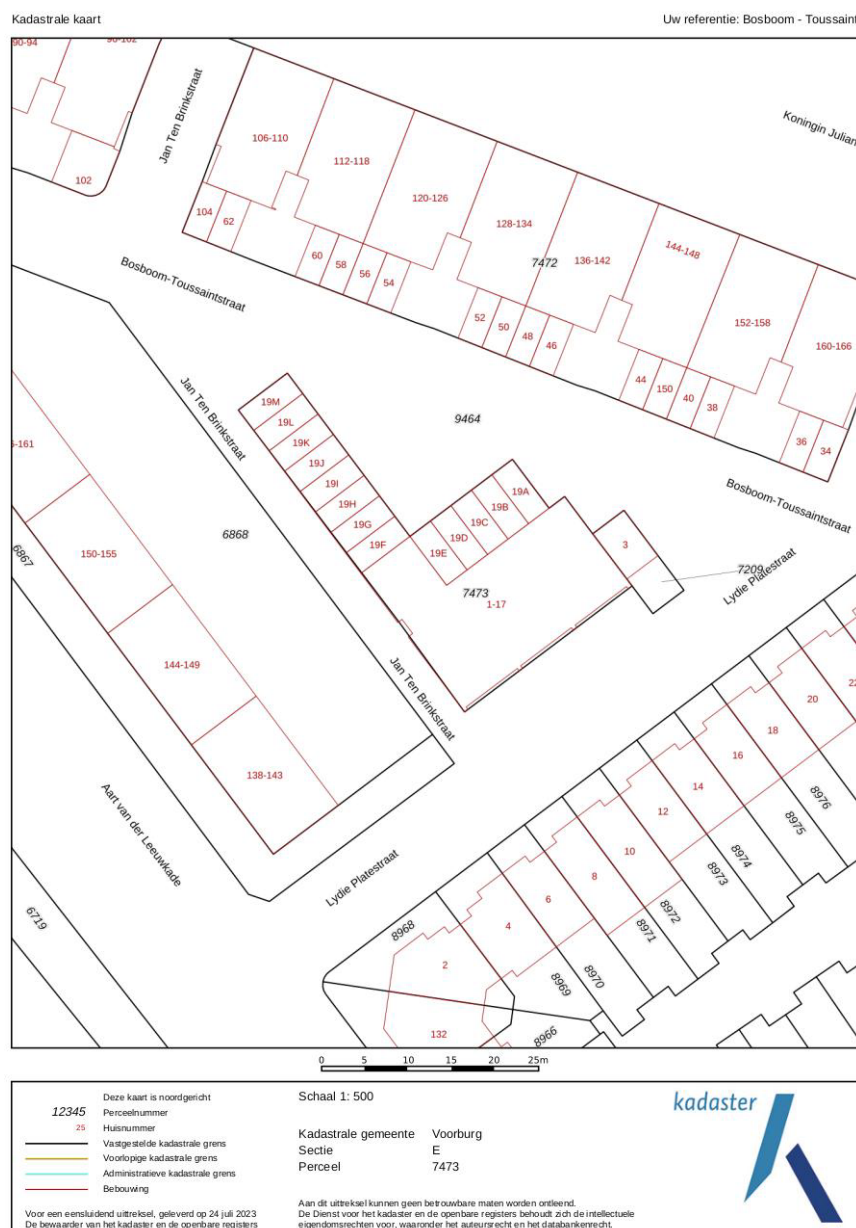 Kadastrale kaart
Uw referentie: Bosboom - Toussaint
90-94
98-102
Jan Ten Brinkstraat
Koningin Julian
102
106-110
112-118
120-126
128-134
136-142
144-148
152-158
160-166
7472
104
62
60
58
56
54
52
50
48
46
44
150
40
38
36
34
Bosboom-Toussaintstraat
Jan Ten Brinkstraat
19M
19L
19K
19J
19I
19H
19G
19F
9464
19A
19B
19C
19D
19E
Bosboom-Toussaintstraat
3
7209
Lydie Platestraat
7473
1-17
-161
6868
6867
150-155
144-149
138-143
Jan Ten Brinkstraat
Aart van der Leeuwkade
Lydie Platestraat
6719
22
20
18
16
14
12
10
8
6
4
2
132
8968
8976
8975
8974
8973
8972
8971
8970
8969
8966
0 5 10 15 20 25m
Deze kaart is noordgericht
12345 Perceelnummer
25 Huisnummer
Vastgestelde kadastrale grens
Voorlopige kadastrale grens
Administratieve kadastrale grens
Bebouwing
Voor een eensluidend uittreksel, geleverd op 24 juli 2023
De bewaarder van het kadaster en de openbare registers
Schaal 1: 500
Kadastrale gemeente Voorburg
Sectie E
Perceel 7473
Aan dit uittreksel kunnen geen betrouwbare maten worden ontleend.
De Dienst voor het kadaster en de openbare registers behoudt zich de intellectuele
eigendomsrechten voor, waaronder het auteursrecht en het databankenrecht.
kadaster